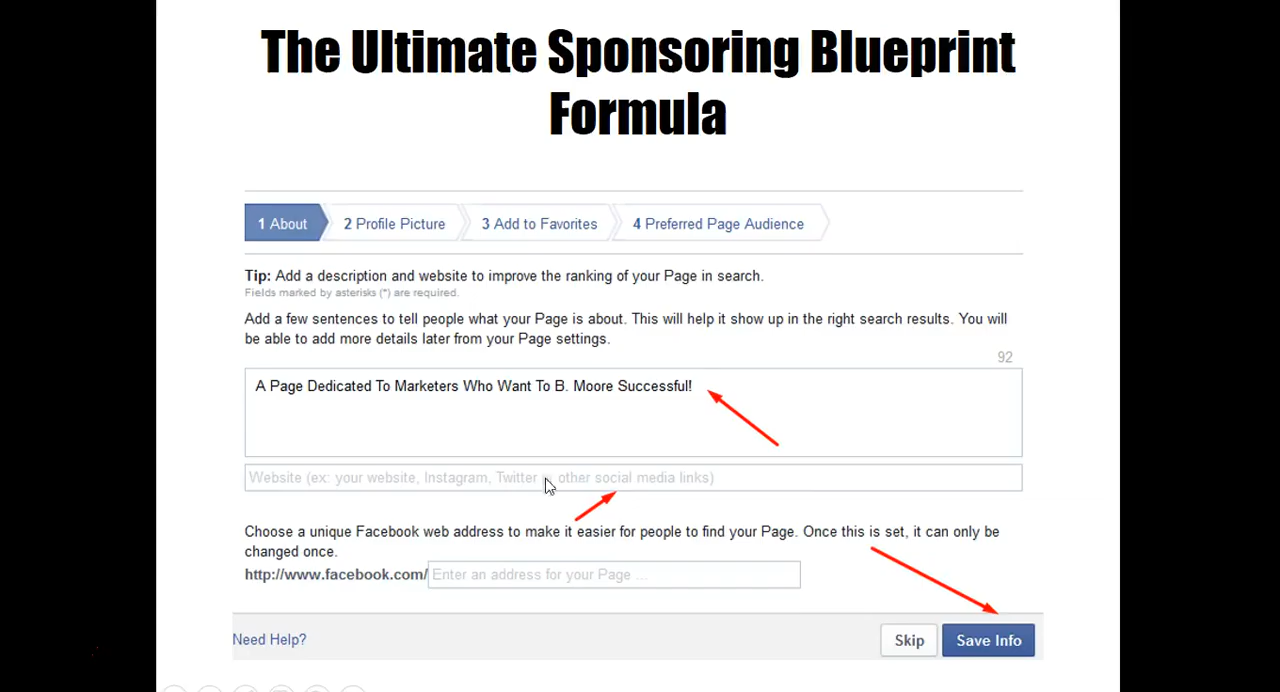 The Ultimate Sponsoring Blueprint
Formula
1 About
2 Profile Picture
3 Add to Favorites
4 Preferred Page Audience
Tip: Add a description and website to improve the ranking of your Page in search.
Fields marked by asterisks (*) are required.
Add a few sentences to tell people what your Page is about. This will help it show up in the right search results. You will
be able to add more details later from your Page settings.
92
A Page Dedicated To Marketers Who Want To B. Moore Successful!
Website (ex: your website, Instagram, Twitter other social media links)
Choose a unique Facebook web address to make it easier for people to find your Page. Once this is set, it can only be
changed once.
http://www.facebook.com/ Enter an address for your Page ...
Need Help?
Skip
Save Info